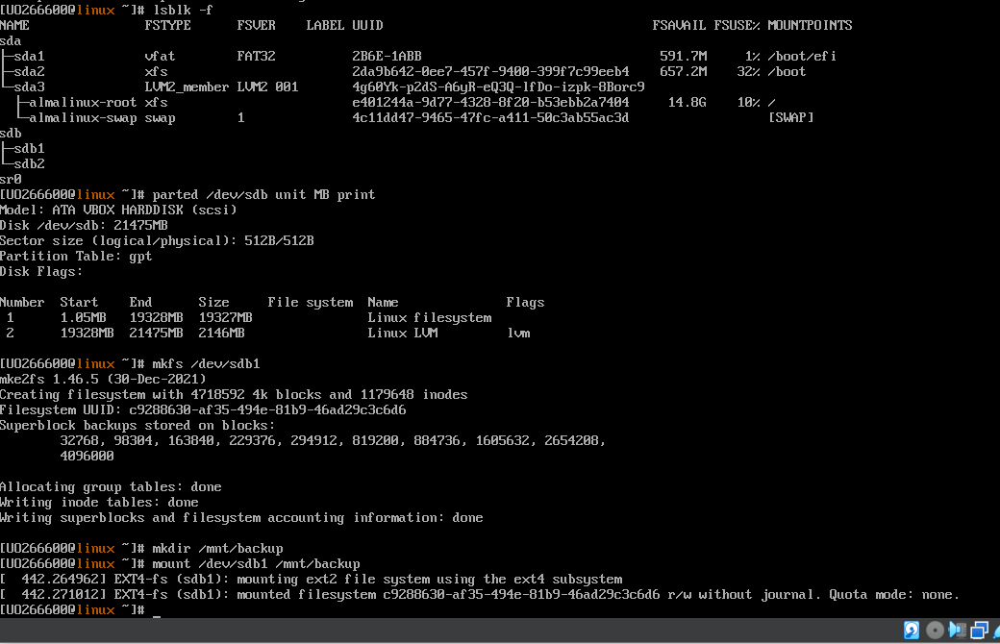 [UO266600@linux ~]# lsblk -f
NAME FSTYPE FSVER LABEL UUID FSAVAIL FSUSE% MOUNTPOINTS
sda
├─sda1 vfat FAT32 2B6E-1ABB 591.7M 1% /boot/efi
├─sda2 xfs 2da9b642-0ee7-457f-9400-399f7c99eeb4 657.2M 32% /boot
└─sda3 LVM2_member LVM2 001 4g60Yk-p2dS-A6yR-eQ3Q-lfDo-izpk-8Borc9
├─almalinux-root xfs e401244a-9d77-4328-8f20-b53ebb2a7404 14.8G 10% /
└─almalinux-swap swap 1 4c11dd47-9465-47fc-a411-50c3ab55ac3d [SWAP]
sdb
├─sdb1
└─sdb2
sr0
[UO266600@linux ~]# parted /dev/sdb unit MB print
Model: ATA VBOX HARDDISK (scsi)
Disk /dev/sdb: 21475MB
Sector size (logical/physical): 512B/512B
Partition Table: gpt
Disk Flags:
Number Start End Size File system Name Flags
1 1.05MB 19328MB 19327MB Linux filesystem
2 19328MB 21475MB 2146MB Linux LVM lvm
[UO266600@linux ~]# mkfs /dev/sdb1
mke2fs 1.46.5 (30-Dec-2021)
Creating filesystem with 4718592 4k blocks and 1179648 inodes
Filesystem UUID: c9288630-af35-494e-81b9-46ad29c3c6d6
Superblock backups stored on blocks:
32768, 98304, 163840, 229376, 294912, 819200, 884736, 1605632, 2654208,
4096000
Allocating group tables: done
Writing inode tables: done
Writing superblocks and filesystem accounting information: done
[UO266600@linux ~]# mkdir /mnt/backup
[UO266600@linux ~]# mount /dev/sdb1 /mnt/backup
[ 442.264962] EXT4-fs (sdb1): mounting ext2 file system using the ext4 subsystem
[ 442.271012] EXT4-fs (sdb1): mounted filesystem c9288630-af35-494e-81b9-46ad29c3c6d6 r/w without journal. Quota mode: none.
[UO266600@linux ~]# _